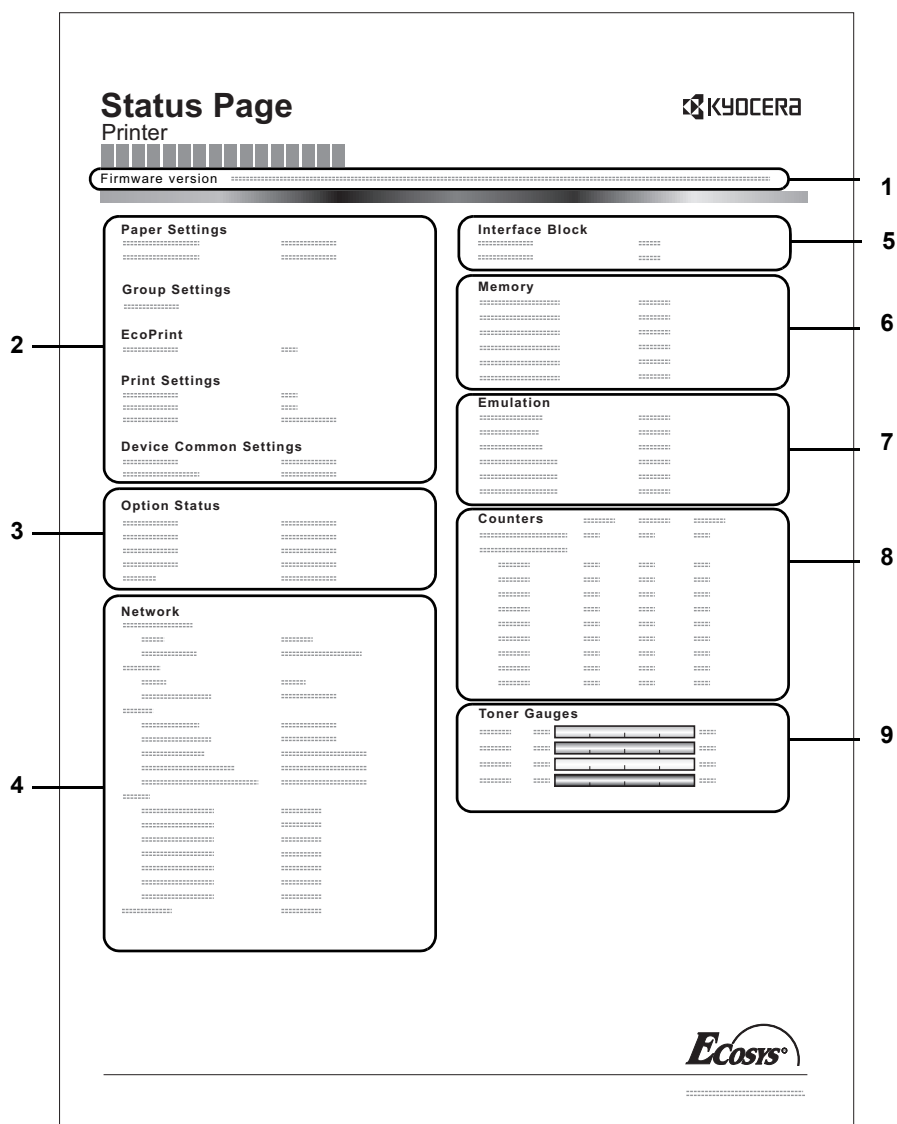 Status Page
KYOCERA
Printer
Firmware version
1
Paper Settings
Group Settings
EcoPrint
Print Settings
Device Common Settings
2
Option Status
3
Network
4
Interface Block
5
Memory
6
Emulation
7
Counters
8
Toner Gauges
9
ECOSYS